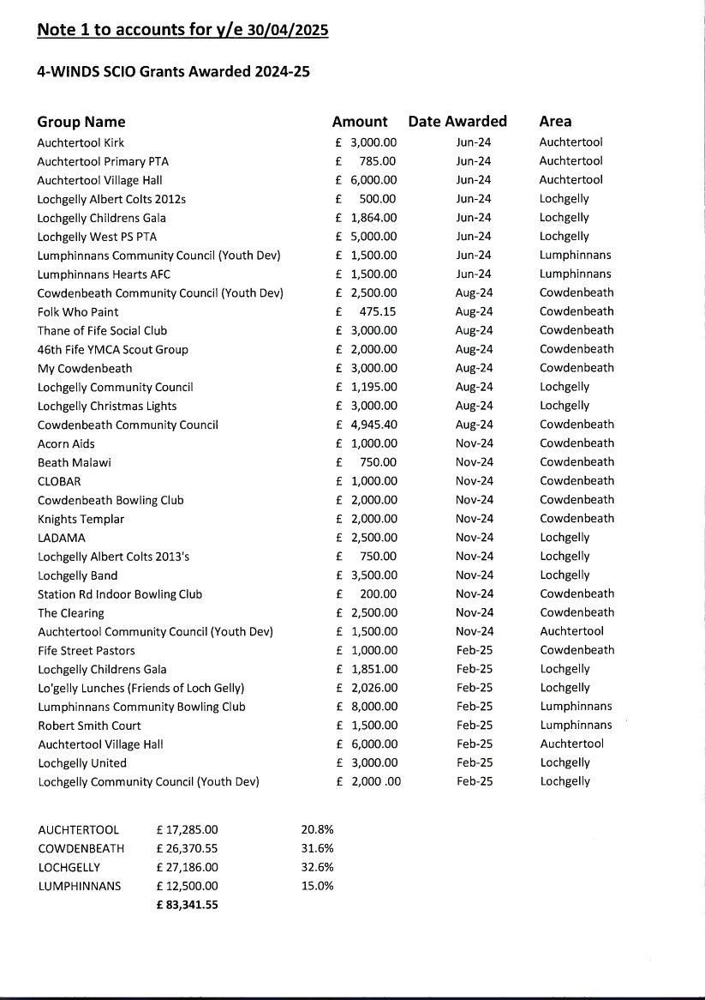 Note 1 to accounts for y/e 30/04/2025
4-WINDS SCIO Grants Awarded 2024-25
Group Name Amount Date Awarded Area
Auchtertool Kirk £ 3,000.00 Jun-24 Auchtertool
Auchtertool Primary PTA £ 785.00 Jun-24 Auchtertool
Auchtertool Village Hall £ 6,000.00 Jun-24 Auchtertool
Lochgelly Albert Colts 2012s £ 500.00 Jun-24 Lochgelly
Lochgelly Childrens Gala £ 1,864.00 Jun-24 Lochgelly
Lochgelly West PS PTA £ 5,000.00 Jun-24 Lochgelly
Lumphinnans Community Council (Youth Dev) £ 1,500.00 Jun-24 Lumphinnans
Lumphinnans Hearts AFC £ 1,500.00 Jun-24 Lumphinnans
Cowdenbeath Community Council (Youth Dev) £ 2,500.00 Aug-24 Cowdenbeath
Folk Who Paint £ 475.15 Aug-24 Cowdenbeath
Thane of Fife Social Club £ 3,000.00 Aug-24 Cowdenbeath
46th Fife YMCA Scout Group £ 2,000.00 Aug-24 Cowdenbeath
My Cowdenbeath £ 3,000.00 Aug-24 Cowdenbeath
Lochgelly Community Council £ 1,195.00 Aug-24 Lochgelly
Lochgelly Christmas Lights £ 3,000.00 Aug-24 Lochgelly
Cowdenbeath Community Council £ 4,945.40 Aug-24 Cowdenbeath
Acorn Aids £ 1,000.00 Nov-24 Cowdenbeath
Beath Malawi £ 750.00 Nov-24 Cowdenbeath
CLOBAR £ 1,000.00 Nov-24 Cowdenbeath
Cowdenbeath Bowling Club £ 2,000.00 Nov-24 Cowdenbeath
Knights Templar £ 2,000.00 Nov-24 Cowdenbeath
LADAMA £ 2,500.00 Nov-24 Lochgelly
Lochgelly Albert Colts 2013's £ 750.00 Nov-24 Lochgelly
Lochgelly Band £ 3,500.00 Nov-24 Lochgelly
Station Rd Indoor Bowling Club £ 200.00 Nov-24 Cowdenbeath
The Clearing £ 2,500.00 Nov-24 Cowdenbeath
Auchtertool Community Council (Youth Dev) £ 1,500.00 Nov-24 Auchtertool
Fife Street Pastors £ 1,000.00 Feb-25 Cowdenbeath
Lochgelly Childrens Gala £ 1,851.00 Feb-25 Lochgelly
Lo'gelly Lunches (Friends of Loch Gelly) £ 2,026.00 Feb-25 Lochgelly
Lumphinnans Community Bowling Club £ 8,000.00 Feb-25 Lumphinnans
Robert Smith Court £ 1,500.00 Feb-25 Lumphinnans
Auchtertool Village Hall £ 6,000.00 Feb-25 Auchtertool
Lochgelly United £ 3,000.00 Feb-25 Lochgelly
Lochgelly Community Council (Youth Dev) £ 2,000 .00 Feb-25 Lochgelly
AUCHTERTOOL £ 17,285.00 20.8%
COWDENBEATH £ 26,370.55 31.6%
LOCHGELLY £ 27,186.00 32.6%
LUMPHINNANS £ 12,500.00 15.0%
£ 83,341.55